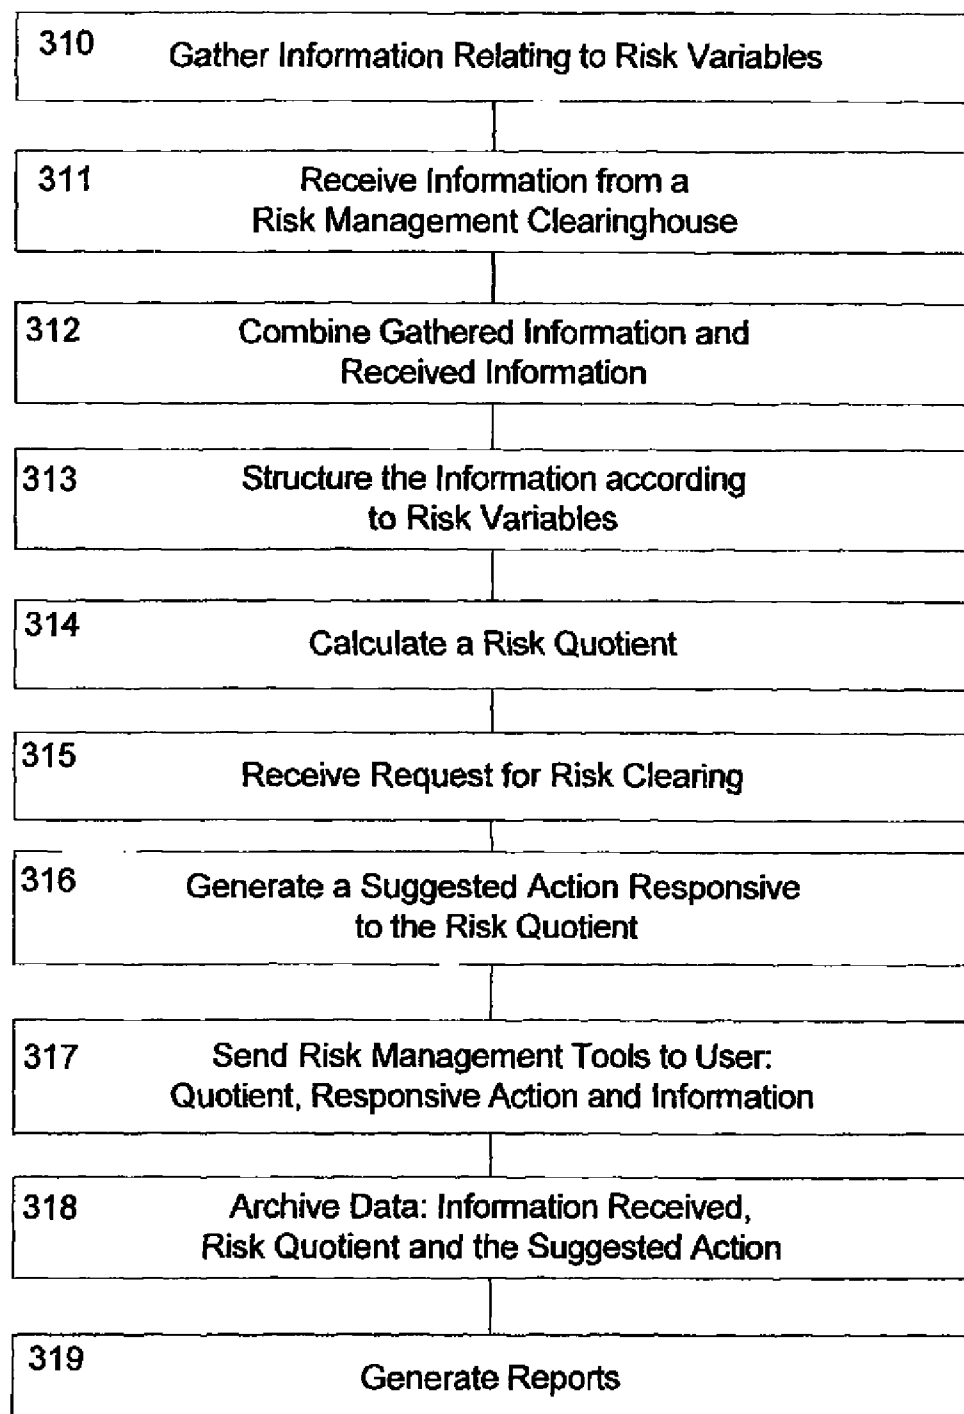 310
Gather Information Relating to Risk Variables
311
Receive Information from a
Risk Management Clearinghouse
312
Combine Gathered Information and
Received Information
313
Structure the Information according
to Risk Variables
314
Calculate a Risk Quotient
315
Receive Request for Risk Clearing
316
Generate a Suggested Action Responsive
to the Risk Quotient
317
Send Risk Management Tools to User:
Quotient, Responsive Action and Information
318
Archive Data: Information Received,
Risk Quotient and the Suggested Action
319
Generate Reports